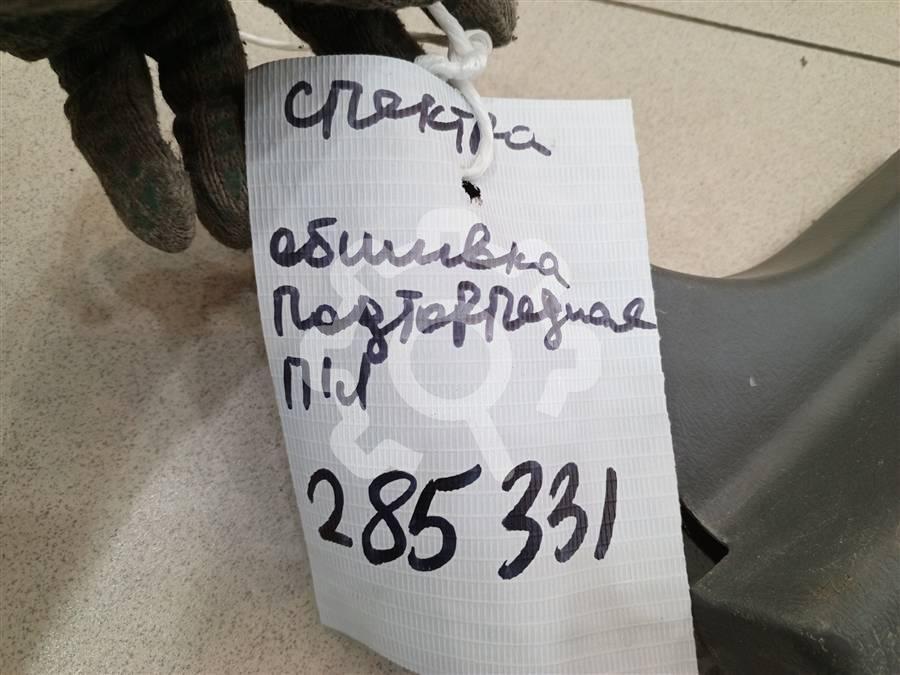 Спектра
обшивка
Подторпедная
П/Л
285 331